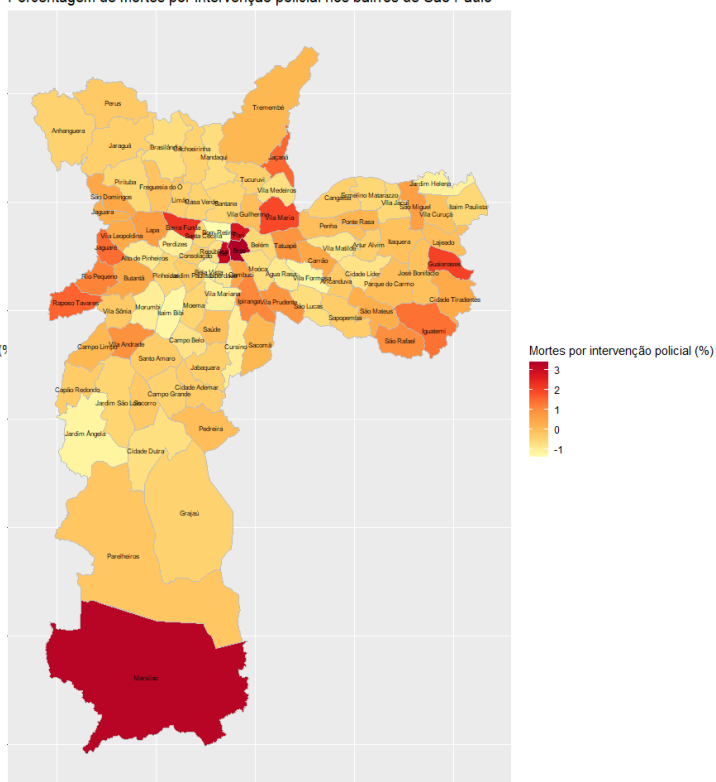 Porcentagem de mortes por intervenção policial nos bairros de São Paulo
Perus
Tremembé
Anhanguera
Jaraguá
Brasilândia
Cachoeirinha
Mandaqui
Jaçanã
Tucuruvi
Pirituba
Freguesia do Ó
Vila Medeiros
Jardim Helena
São Domingos
Limão
Casa Verde
Santana
Cangaíba
Ermelino Matarazzo
Vila Jacuí
São Miguel
Itaim Paulista
Jaguara
Vila Guilherme
Vila Maria
Vila Curuçá
Lapa
Barra Funda
Penha
Ponte Rasa
Vila Leopoldina
Santa Cecília
Bom Retiro
Jaguaré
Perdizes
Belém
Tatuapé
Vila Matilde
Artur Alvim
Itaquera
Lajeado
Alto de Pinheiros
Consolação
República
Brás
Carrão
Guaianases
Rio Pequeno
Butantã
Pinheiros
Jardim Paulista
Bela Vista
Cambuci
Mooca
Água Rasa
Vila Formosa
Aricanduva
Cidade Líder
José Bonifácio
Parque do Carmo
Raposo Tavares
Vila Mariana
Cidade Tiradentes
Vila Sônia
Morumbi
Itaim Bibi
Moema
Ipiranga
Vila Prudente
São Lucas
Sapopemba
São Mateus
Saúde
Iguatemi
Campo Limpo
Vila Andrade
Campo Belo
Cursino
Sacomã
São Rafael
(%
Santo Amaro
Jabaquara
Mortes por intervenção policial (%)
3
2
1
0
-1
Capão Redondo
Cidade Ademar
Campo Grande
Jardim São Luís
Socorro
Jardim Ângela
Pedreira
Cidade Dutra
Grajaú
Parelheiros
Marsilac